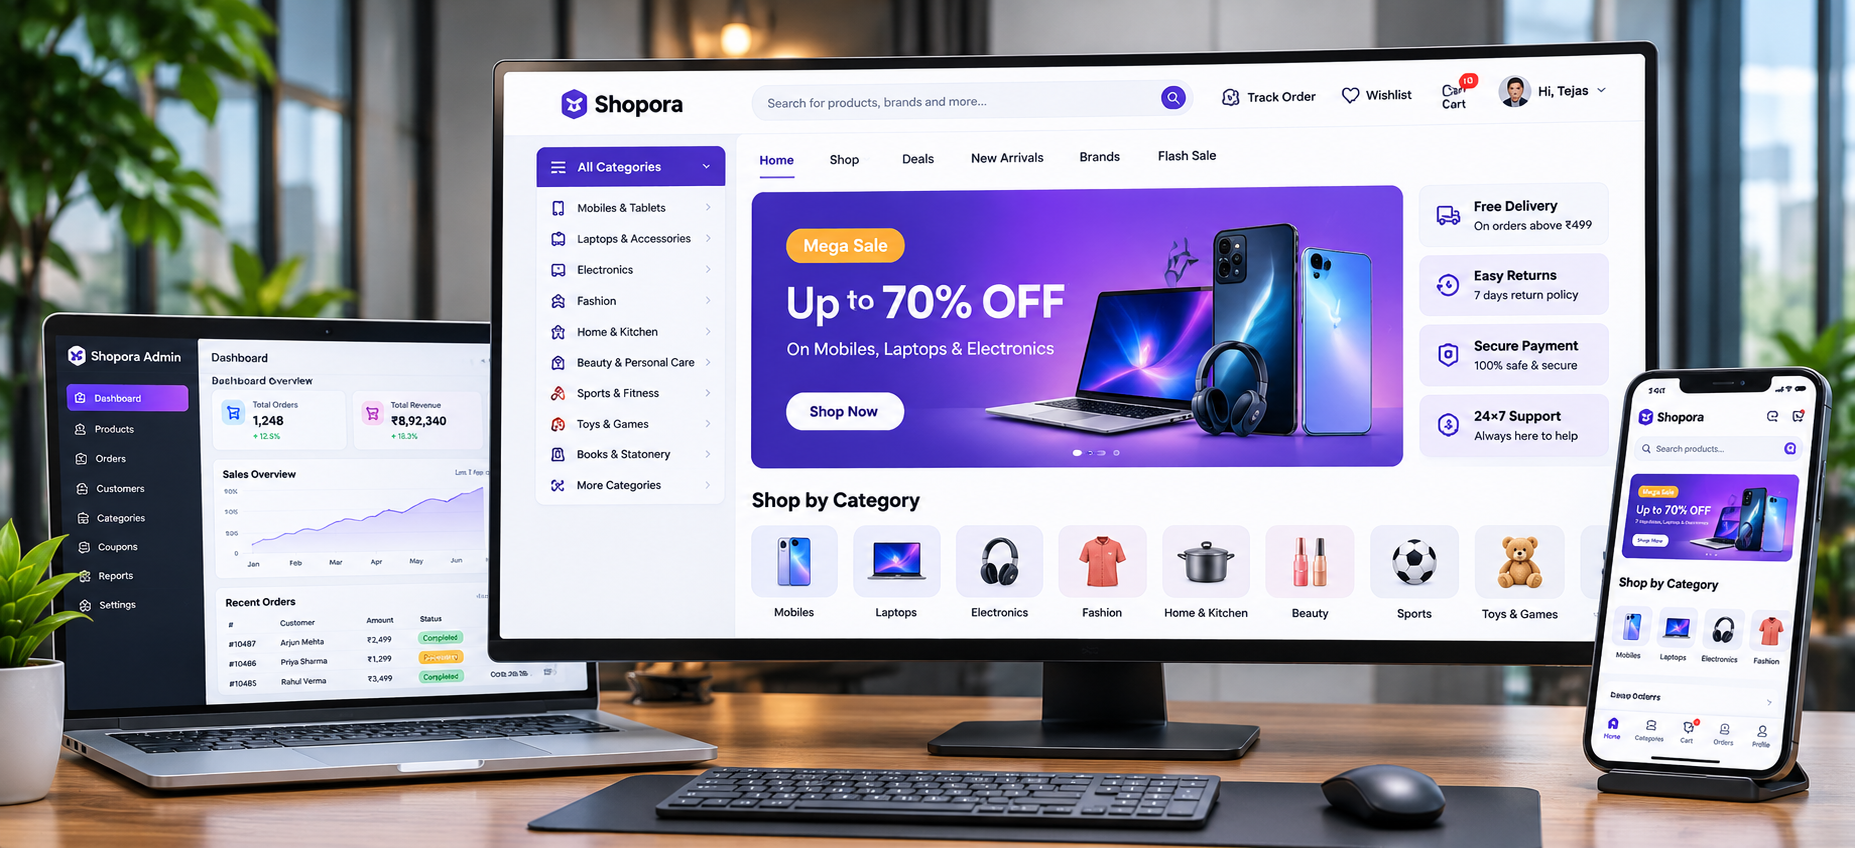 Shopora
Search for products, brands and more...
Track Order
Wishlist
Cart
Hi, Tejas
All Categories
Mobiles & Tablets
Laptops & Accessories
Electronics
Fashion
Home & Kitchen
Beauty & Personal Care
Sports & Fitness
Toys & Games
Books & Statonery
More Categories
Home
Shop
Deals
New Arrivals
Brands
Flash Sale
Mega Sale
Up to 70% OFF
On Mobiles, Laptops & Electronics
Shop Now
Free Delivery
On orders above ₹499
Easy Returns
7 days return policy
Secure Payment
100% safe & secure
24×7 Support
Always here to help
Shop by Category
Mobiles
Laptops
Electronics
Fashion
Home & Kitchen
Beauty
Sports
Toys & Games
Shopora Admin
Dashboard
Products
Orders
Customers
Categories
Coupons
Reports
Settings
Dashboard
Dashboard Overview
Total Orders
1,248
+ 12.5%
Total Revenue
₹8,92,340
+ 18.3%
Sales Overview
Jan Feb Mar Apr May Jun
Recent Orders
# Customer Amount Status
#10487 Arjun Mehta ₹2,499 Completed
#10466 Priya Sharma ₹1,299
#10485 Rahul Verma ₹3,499 Completed
Shopora
Search products...
Mega Sale
Up to 70% OFF
Shop Now
Shop by Category
Mobiles
Laptops
Electronics
Fashion
Home
Categories
Cart
Orders
Profile